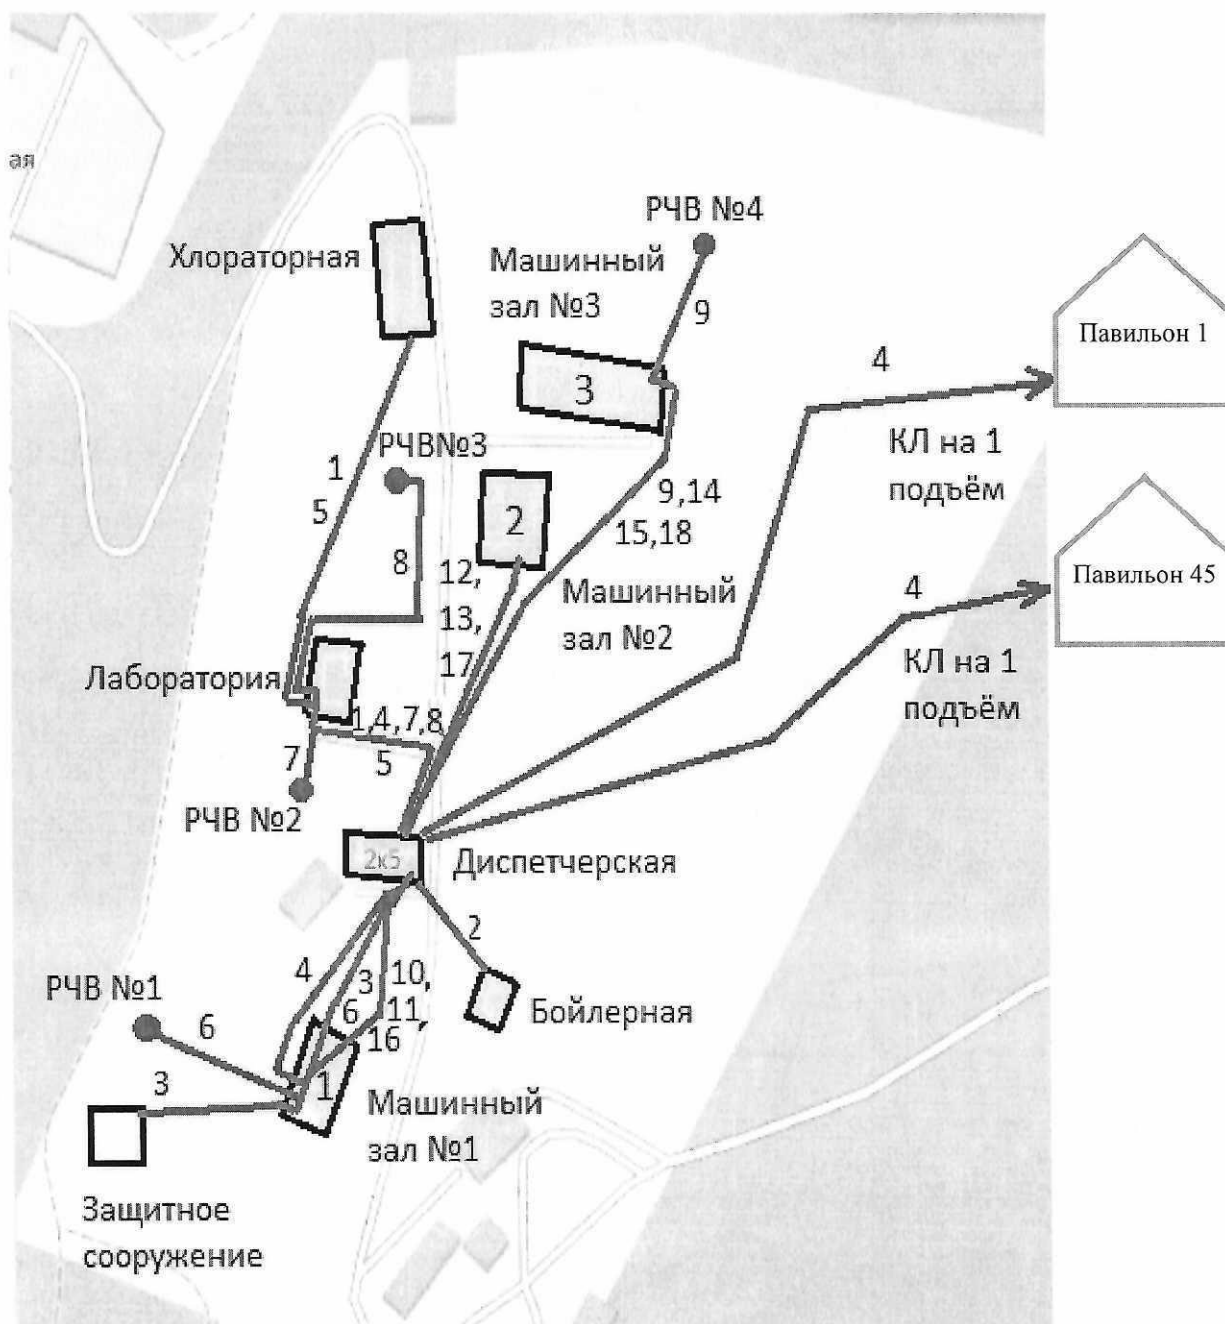 ая
РЧВ №4
Хлораторная
Машинный
зал №3
9
Павильон 1
4
3
КЛ на 1
подъём
РЧВ№3
1
5
9,14
15,18
2
8
12,
13,
17
Машинный
зал №2
4
Павильон 45
КЛ на 1
подъём
Лаборатория
1,4,7,8
5
7
РЧВ №2
2к5
Диспетчерская
2
4
3
10,
РЧВ №1
6
6
11,
16
Бойлерная
3
1
Машинный
зал №1
Защитное
сооружение